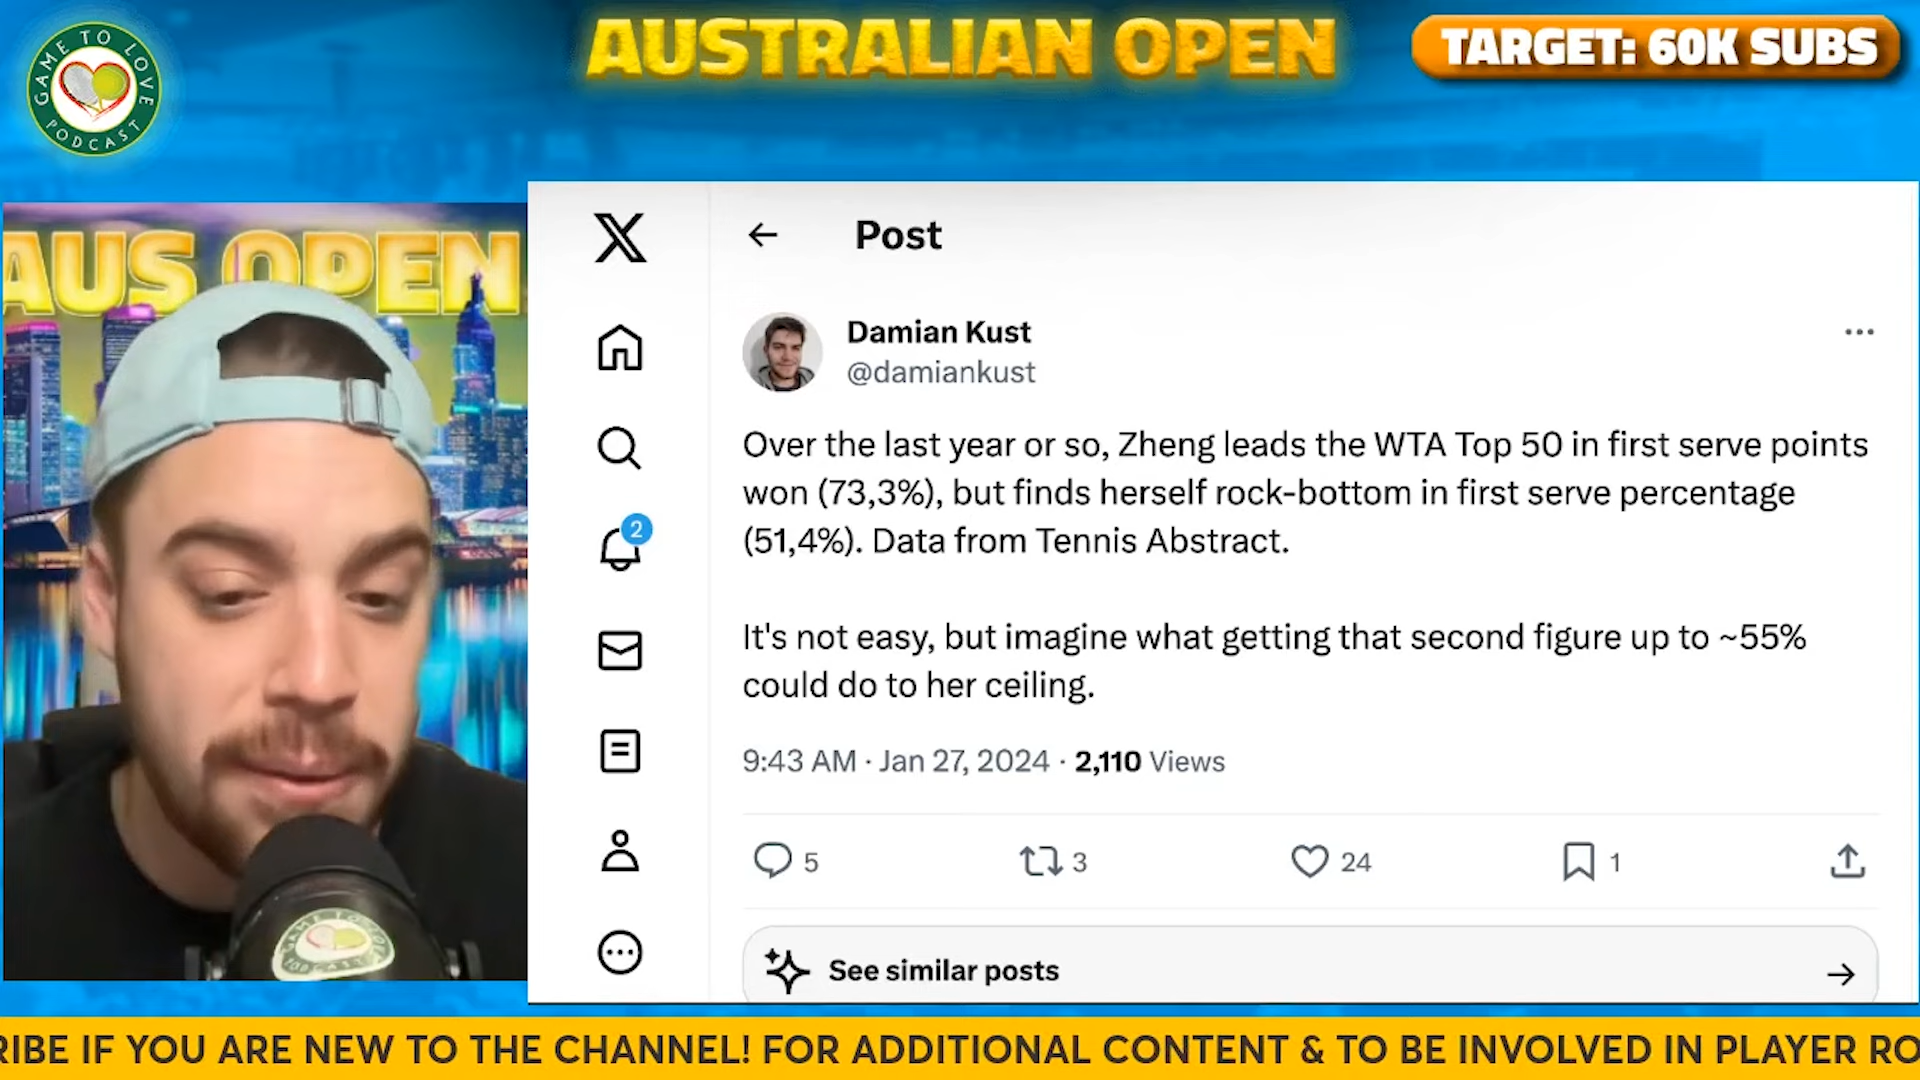 GAME TO LOVE PODCAST
AUSTRALIAN OPEN
TARGET: 60K SUBS
AUS OPEN
Post
Damian Kust
@damiankust
2
Over the last year or so, Zheng leads the WTA Top 50 in first serve points
won (73,3%), but finds herself rock-bottom in first serve percentage
(51,4%). Data from Tennis Abstract.
It's not easy, but imagine what getting that second figure up to ~55%
could do to her ceiling.
9:43 AM · Jan 27, 2024 · 2,110 Views
5 3 24 1
See similar posts
GAME TO LOVE PODCAST
RIBE IF YOU ARE NEW TO THE CHANNEL! FOR ADDITIONAL CONTENT & TO BE INVOLVED IN PLAYER RO